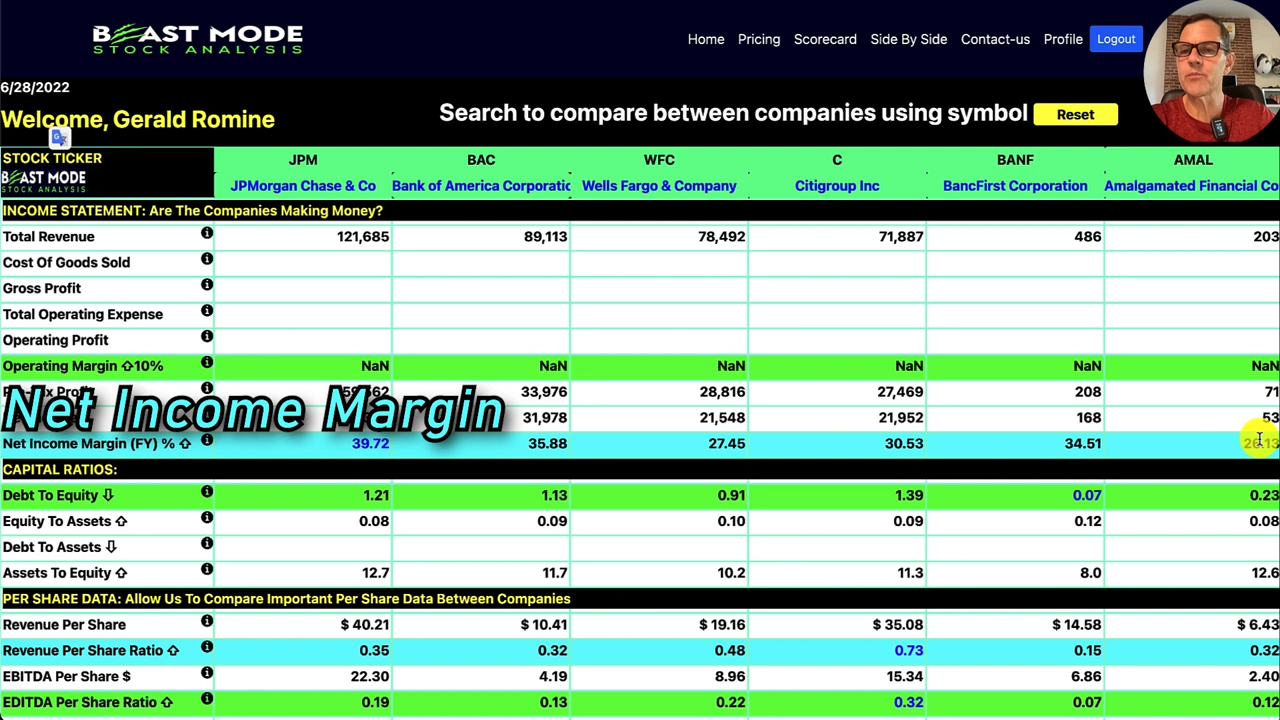 BEAST MODE
STOCK ANALYSIS
Home Pricing Scorecard Side By Side Contact-us Profile Logout
6/28/2022
Welcome, Gerald Romine
Search to compare between companies using symbol Reset
STOCK TICKER JPM BAC WFC C BANF AMAL
BEAST MODE
STOCK ANALYSIS
JPMorgan Chase & Co Bank of America Corporatic Wells Fargo & Company Citigroup Inc BancFirst Corporation Amalgamated Financial Co
INCOME STATEMENT: Are The Companies Making Money?
Total Revenue 121,685 89,113 78,492 71,887 486 203
Cost Of Goods Sold
Gross Profit
Total Operating Expense
Operating Profit
Operating Margin ⇧10% NaN NaN NaN NaN NaN NaN
33,976 28,816 27,469 208 71
Net Income Margin
31,978 21,548 21,952 168 53
Net Income Margin (FY) % ⇧ 39.72 35.88 27.45 30.53 34.51 26.13
CAPITAL RATIOS:
Debt To Equity ⇩ 1.21 1.13 0.91 1.39 0.07 0.23
Equity To Assets ⇧ 0.08 0.09 0.10 0.09 0.12 0.08
Debt To Assets ⇩
Assets To Equity ⇧ 12.7 11.7 10.2 11.3 8.0 12.6
PER SHARE DATA: Allow Us To Compare Important Per Share Data Between Companies
Revenue Per Share $ 40.21 $ 10.41 $ 19.16 $ 35.08 $ 14.58 $ 6.43
Revenue Per Share Ratio ⇧ 0.35 0.32 0.48 0.73 0.15 0.32
EBITDA Per Share $ 22.30 4.19 8.96 15.34 6.86 2.40
EDITDA Per Share Ratio ⇧ 0.19 0.13 0.22 0.32 0.07 0.12